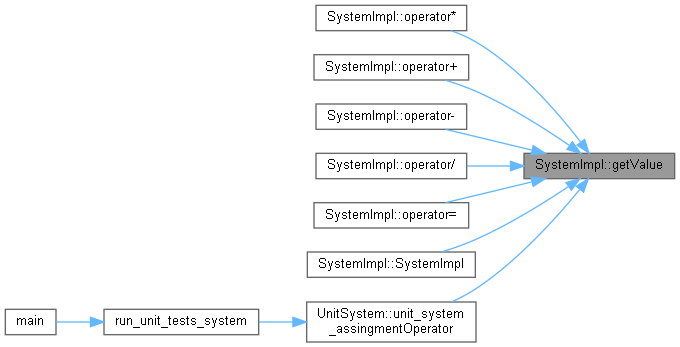 SystemImpl::operator*
SystemImpl::operator+
SystemImpl::operator-
SystemImpl::getValue
SystemImpl::operator/
SystemImpl::operator=
SystemImpl::SystemImpl
main
run_unit_tests_system
UnitSystem::unit_system
_assingmentOperator